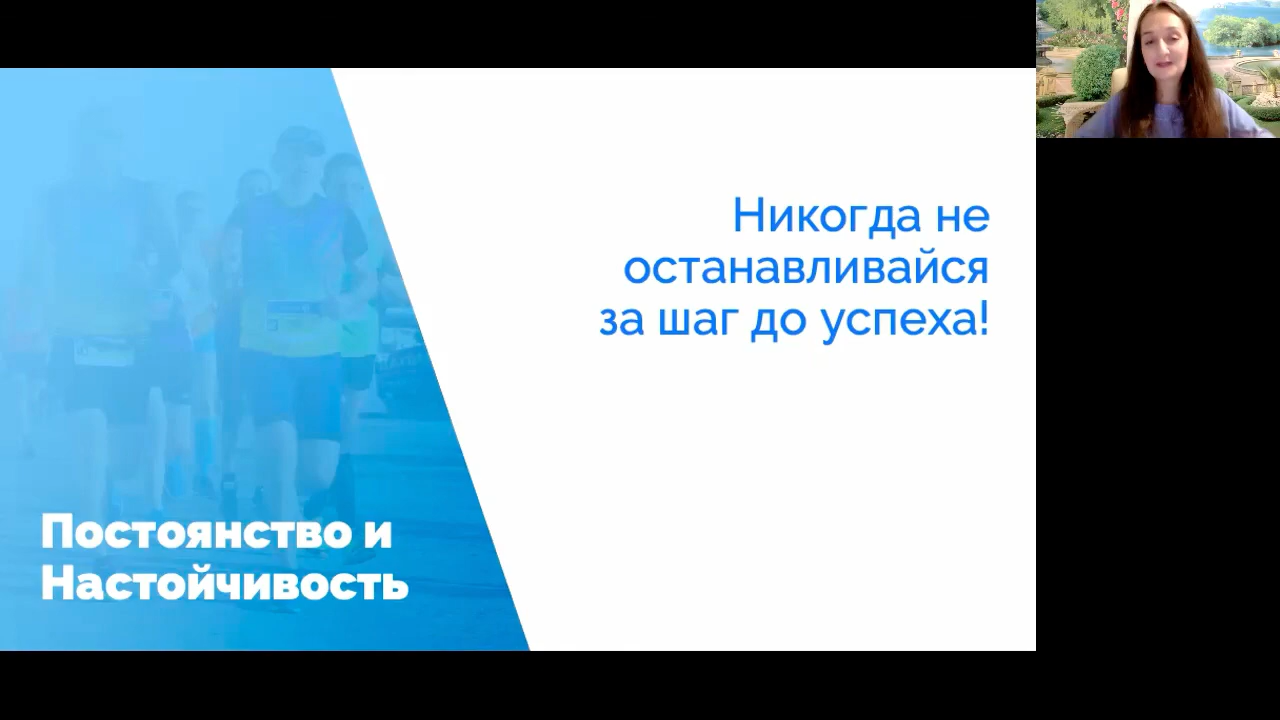 Никогда не
останавливайся
за шаг до успеха!
Постоянство и
Настойчивость